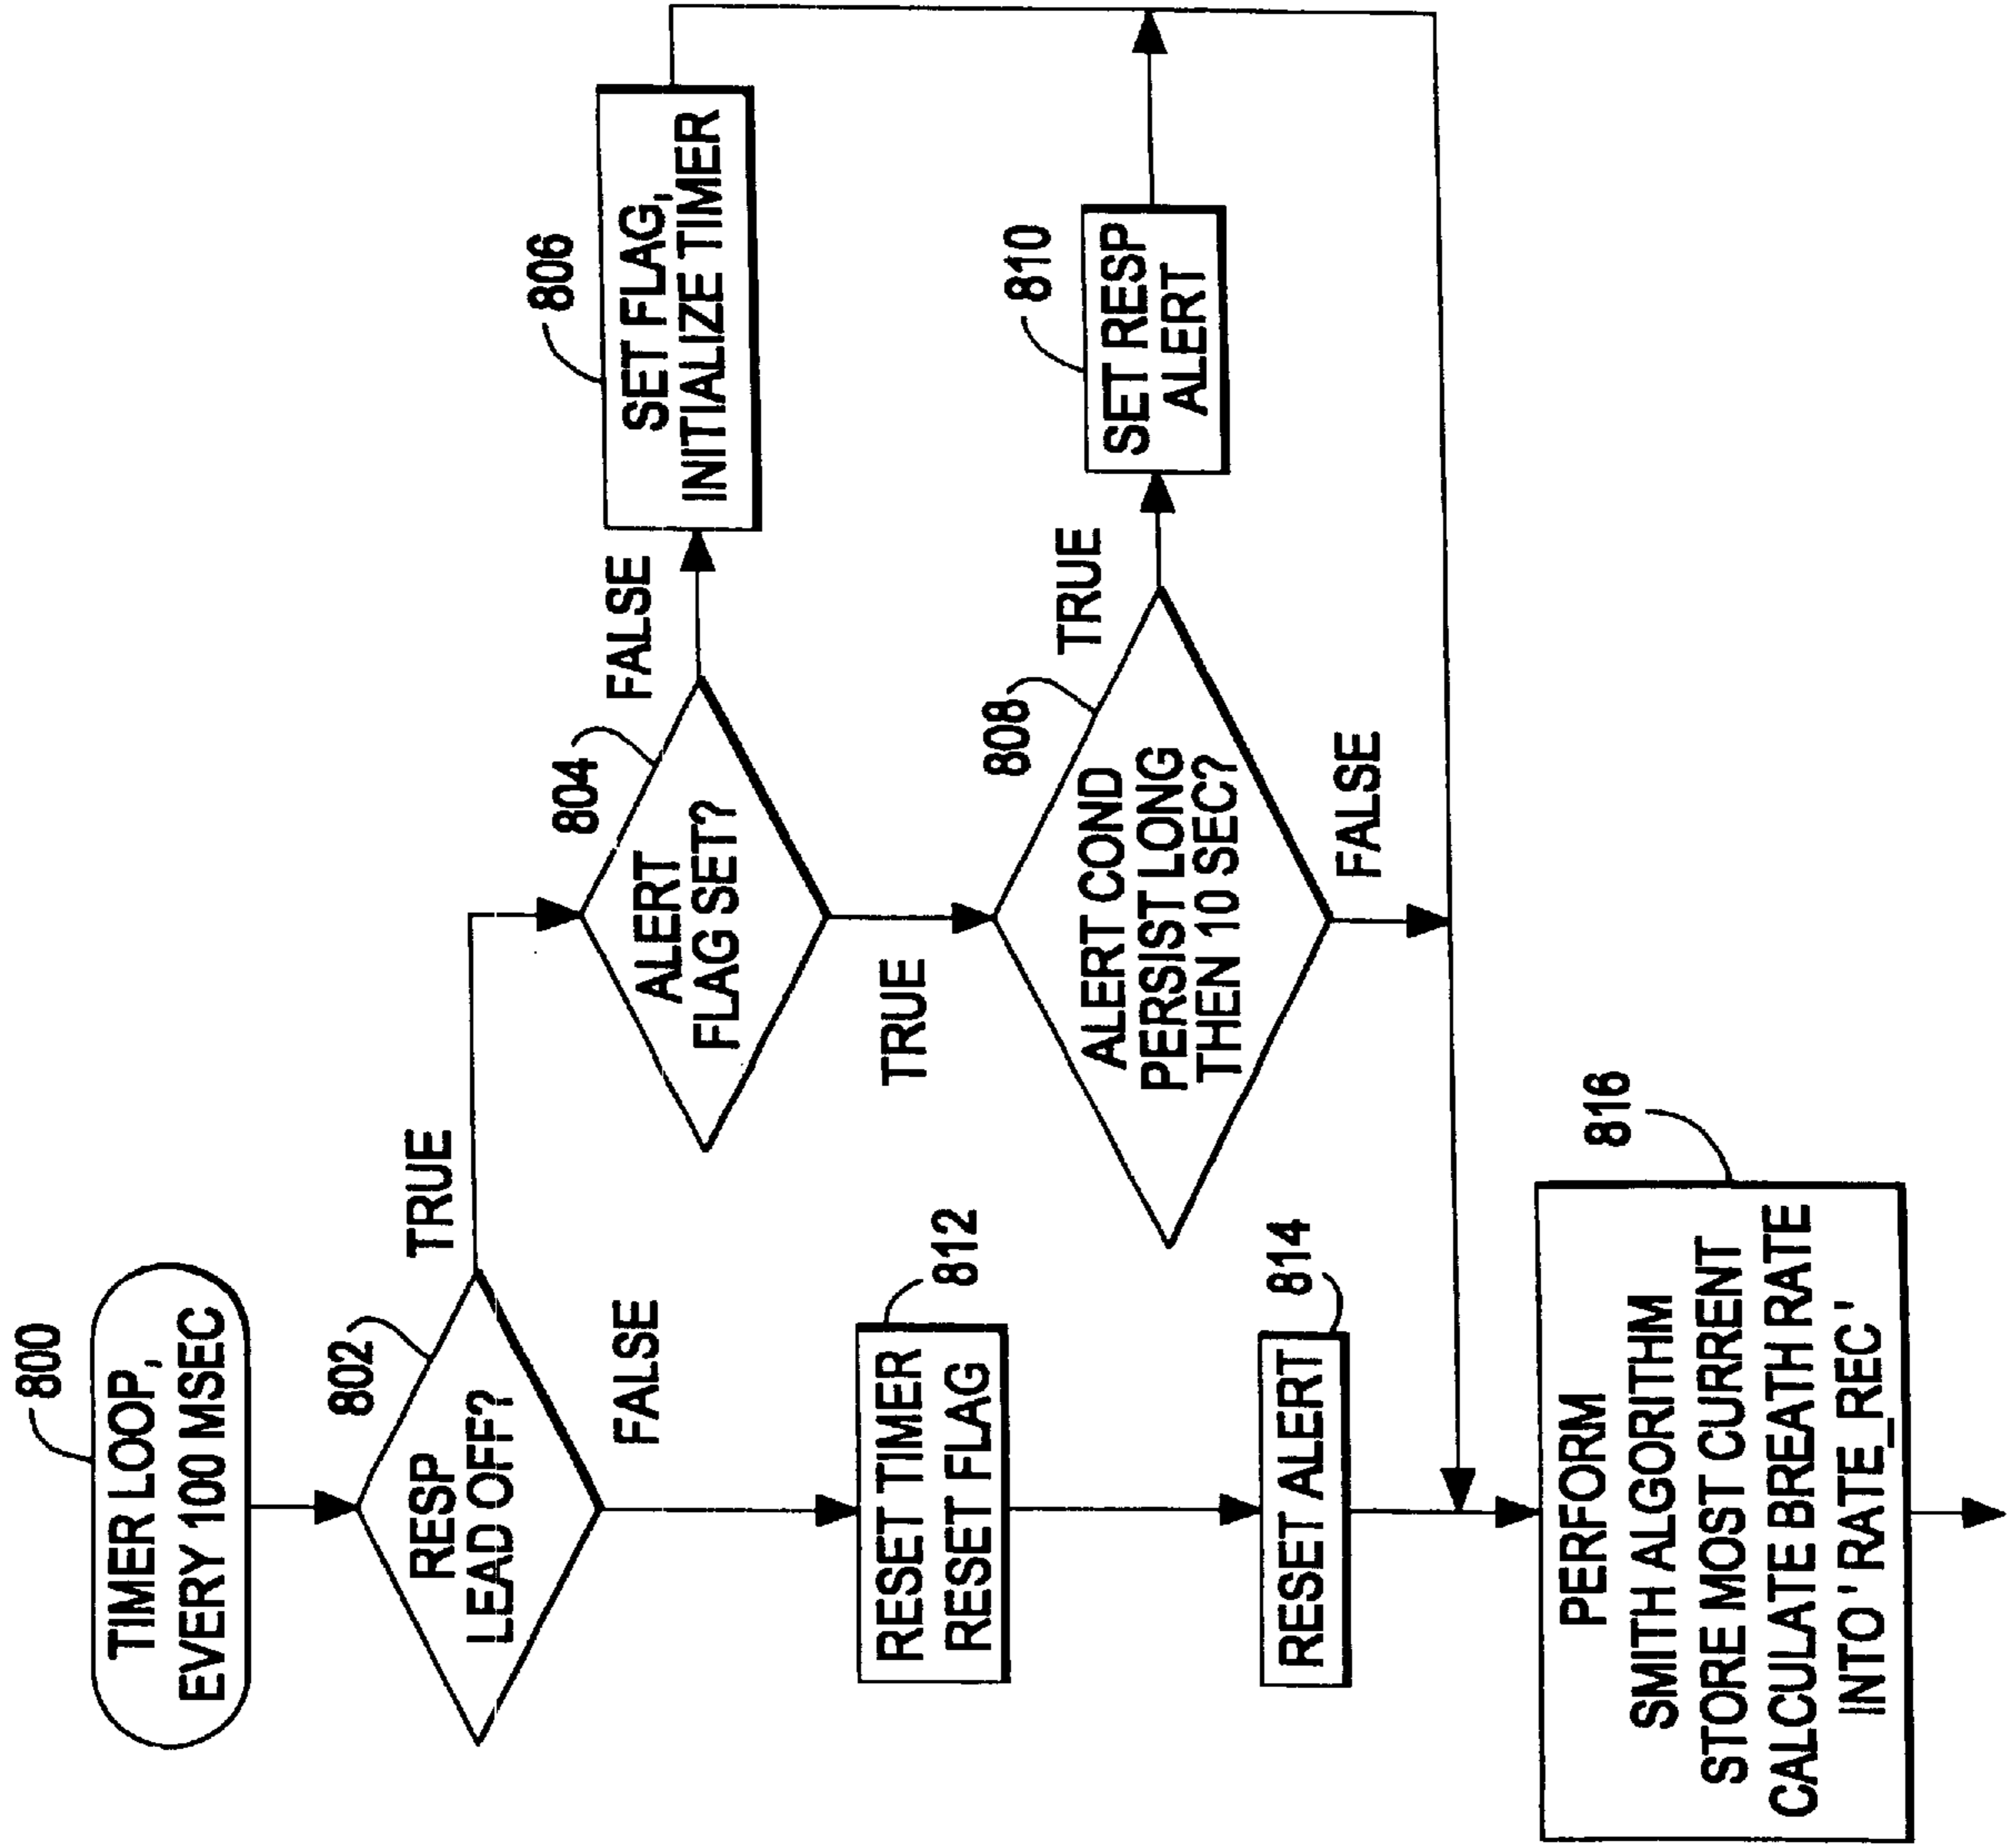 800
TIMER LOOP,
EVERY 100 MSEC
802
RESP
LEAD OFF?
TRUE
FALSE
804
ALERT
FLAG SET?
FALSE
TRUE
806
SET FLAG,
INITIALIZE TIMER
808
ALERT COND
PERSIST LONG
THEN 10 SEC?
TRUE
FALSE
810
SET RESP
ALERT
812
RESET TIMER
RESET FLAG
814
RESET ALERT
816
PERFORM
SMITH ALGORITHM
STORE MOST CURRENT
CALCULATE BREATH RATE
INTO ' RATE_REC '